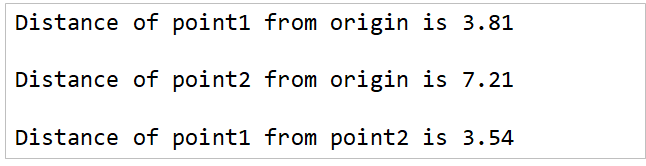 Distance of point1 from origin is 3.81
Distance of point2 from origin is 7.21
Distance of point1 from point2 is 3.54